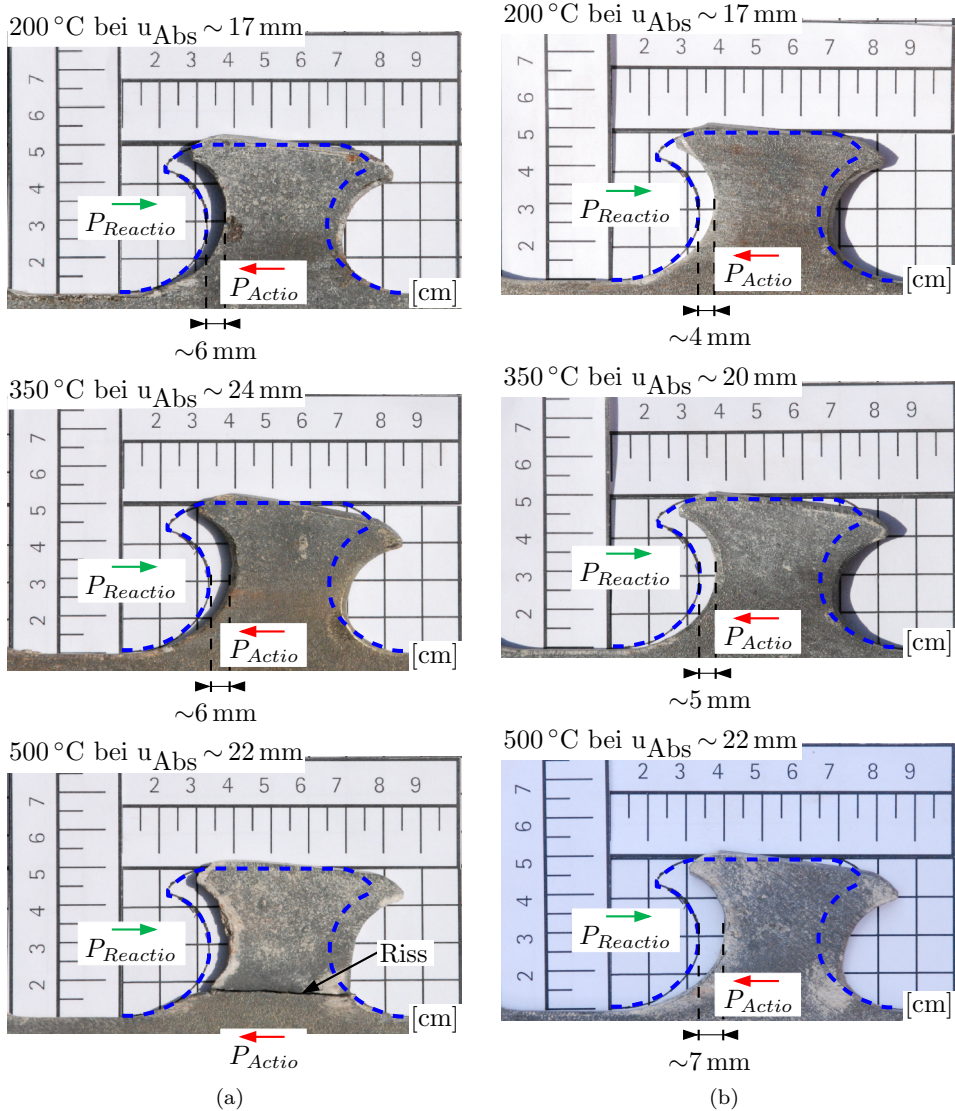 200 °C bei u_Abs ∼ 17 mm
2 3 4 5 6 7 8 9
7
6
5
4
3
2
P_Reactio
P_Actio
[cm]
∼6 mm
350 °C bei u_Abs ∼ 24 mm
2 3 4 5 6 7 8 9
7
6
5
4
3
2
P_Reactio
P_Actio
[cm]
∼6 mm
500 °C bei u_Abs ∼ 22 mm
2 3 4 5 6 7 8 9
7
6
5
4
3
2
P_Reactio
Riss
[cm]
P_Actio
(a)
200 °C bei u_Abs ∼ 17 mm
2 3 4 5 6 7 8 9
7
6
5
4
3
2
P_Reactio
P_Actio
[cm]
∼4 mm
350 °C bei u_Abs ∼ 20 mm
2 3 4 5 6 7 8 9
7
6
5
4
3
2
P_Reactio
P_Actio
[cm]
∼5 mm
500 °C bei u_Abs ∼ 22 mm
2 3 4 5 6 7 8 9
7
6
5
4
3
2
P_Reactio
P_Actio
[cm]
∼7 mm
(b)